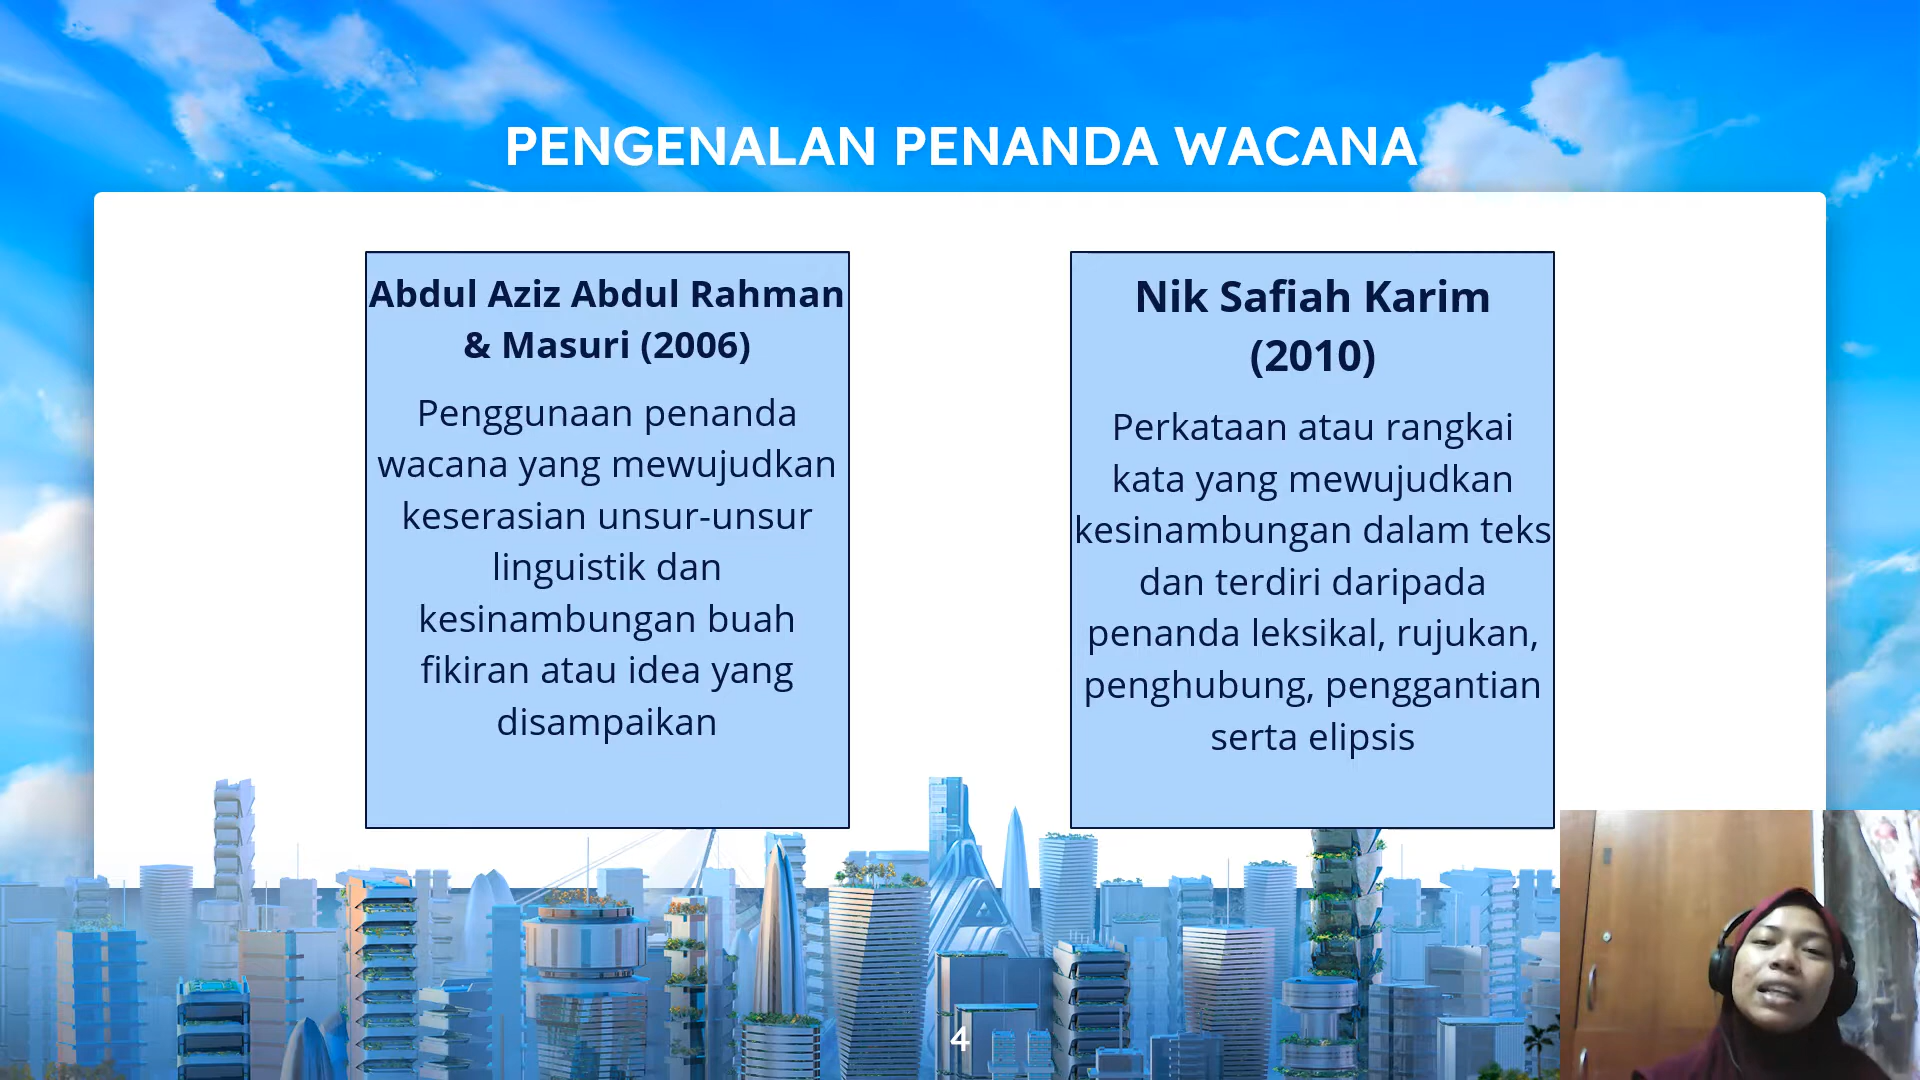 PENGENALAN PENANDA WACANA
Abdul Aziz Abdul Rahman
& Masuri (2006)
Penggunaan penanda
wacana yang mewujudkan
keserasian unsur-unsur
linguistik dan
kesinambungan buah
fikiran atau idea yang
disampaikan
Nik Safiah Karim
(2010)
Perkataan atau rangkai
kata yang mewujudkan
kesinambungan dalam teks
dan terdiri daripada
penanda leksikal, rujukan,
penghubung, penggantian
serta elipsis
4